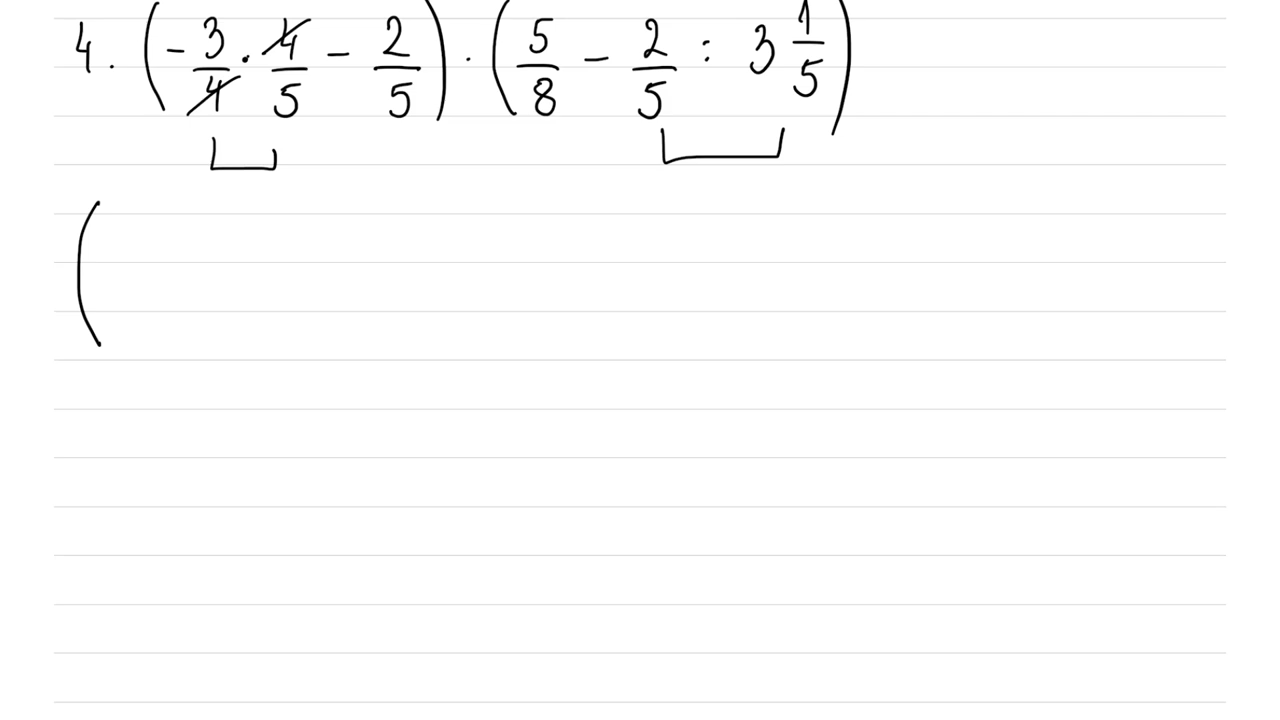 4. (-3/4 · 4/5 - 2/5) · (5/8 - 2/5 : 3 1/5)
(